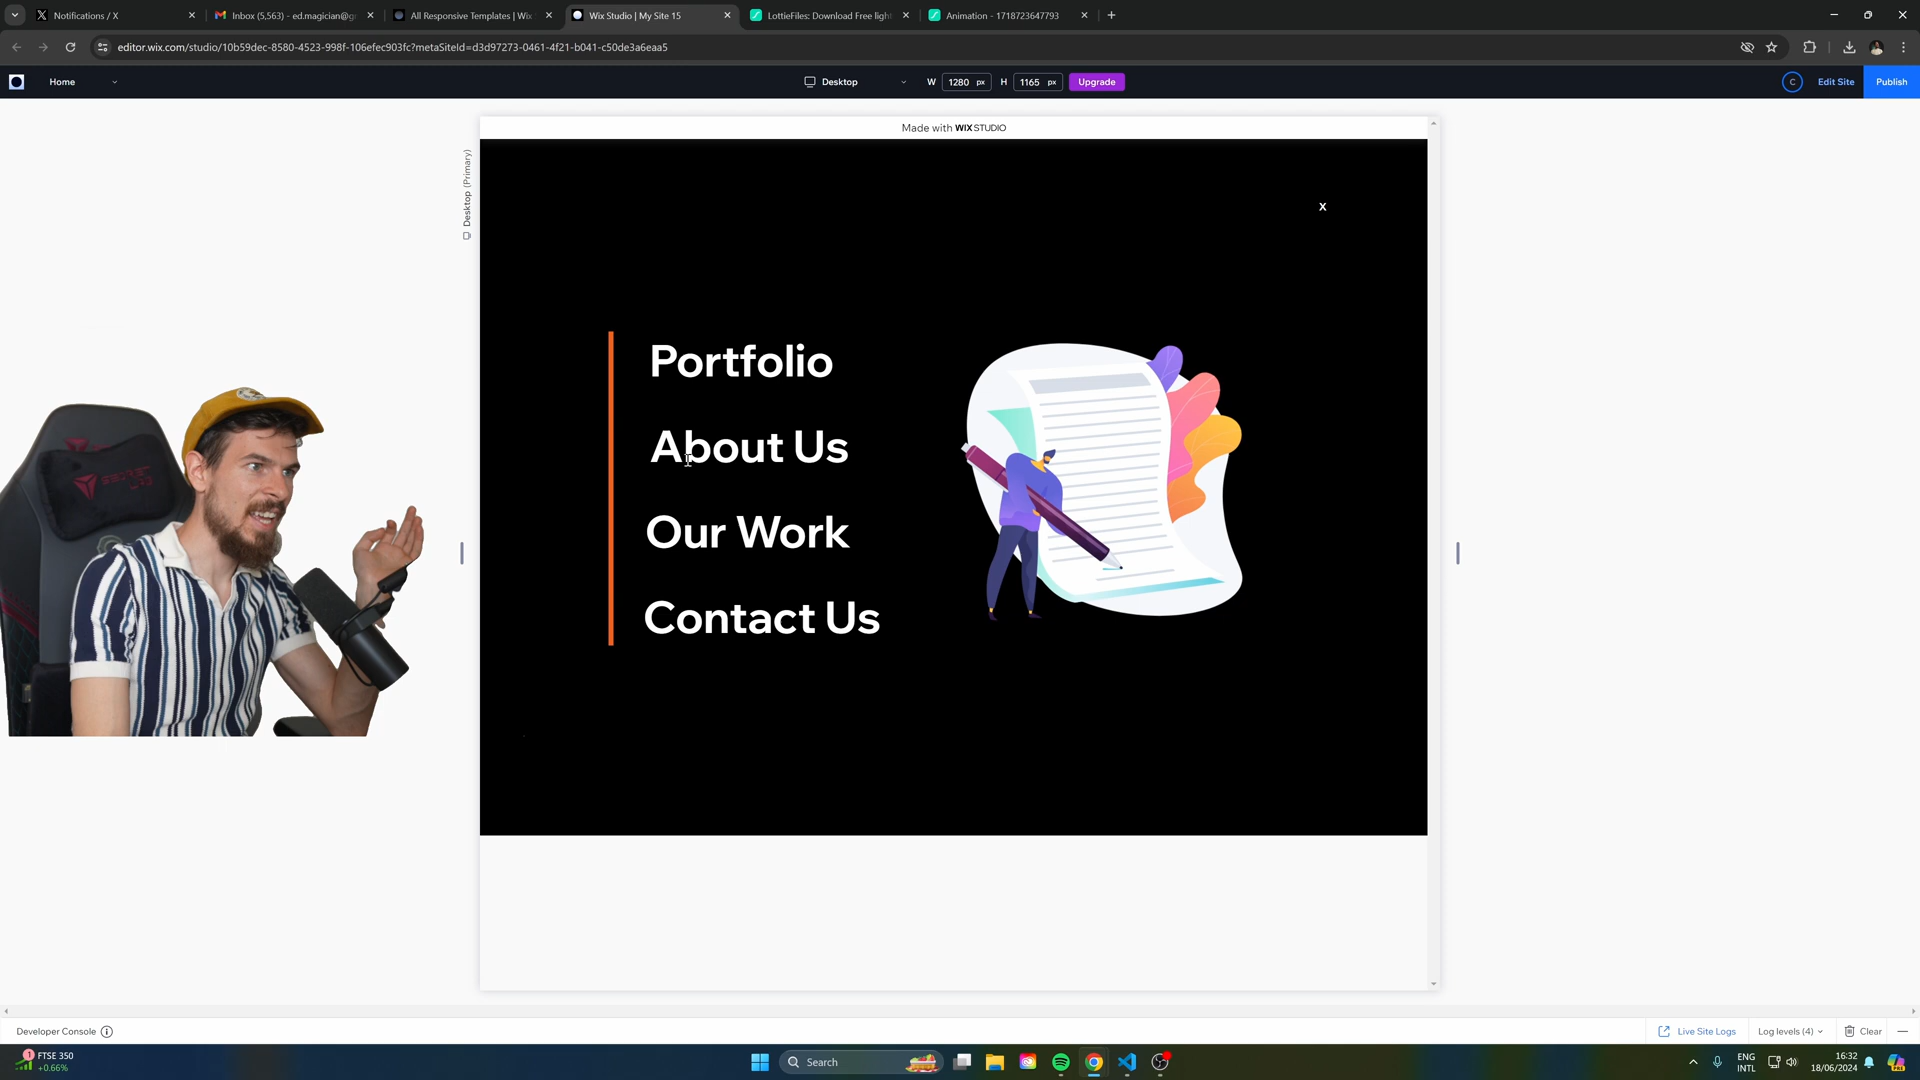 Notifications / X
Inbox (5,563) - ed.magician@g
All Responsive Templates | Wix
Wix Studio | My Site 15
LottieFiles: Download Free light
Animation - 1718723647793
editor.wix.com/studio/10b59dec-8580-4523-998f-106efec903fc?metaSiteId=d3d97273-0461-4f21-b041-c50de3a6eaa5
Home
Desktop
W 1280 px
H 1165 px
Upgrade
C
Edit Site
Publish
Made with WIX STUDIO
Desktop (Primary)
X
Portfolio
About Us
Our Work
Contact Us
Developer Console
Live Site Logs
Log levels (4)
Clear
1
FTSE 350
+0.66%
Search
ENG
INTL
16:32
18/06/2024